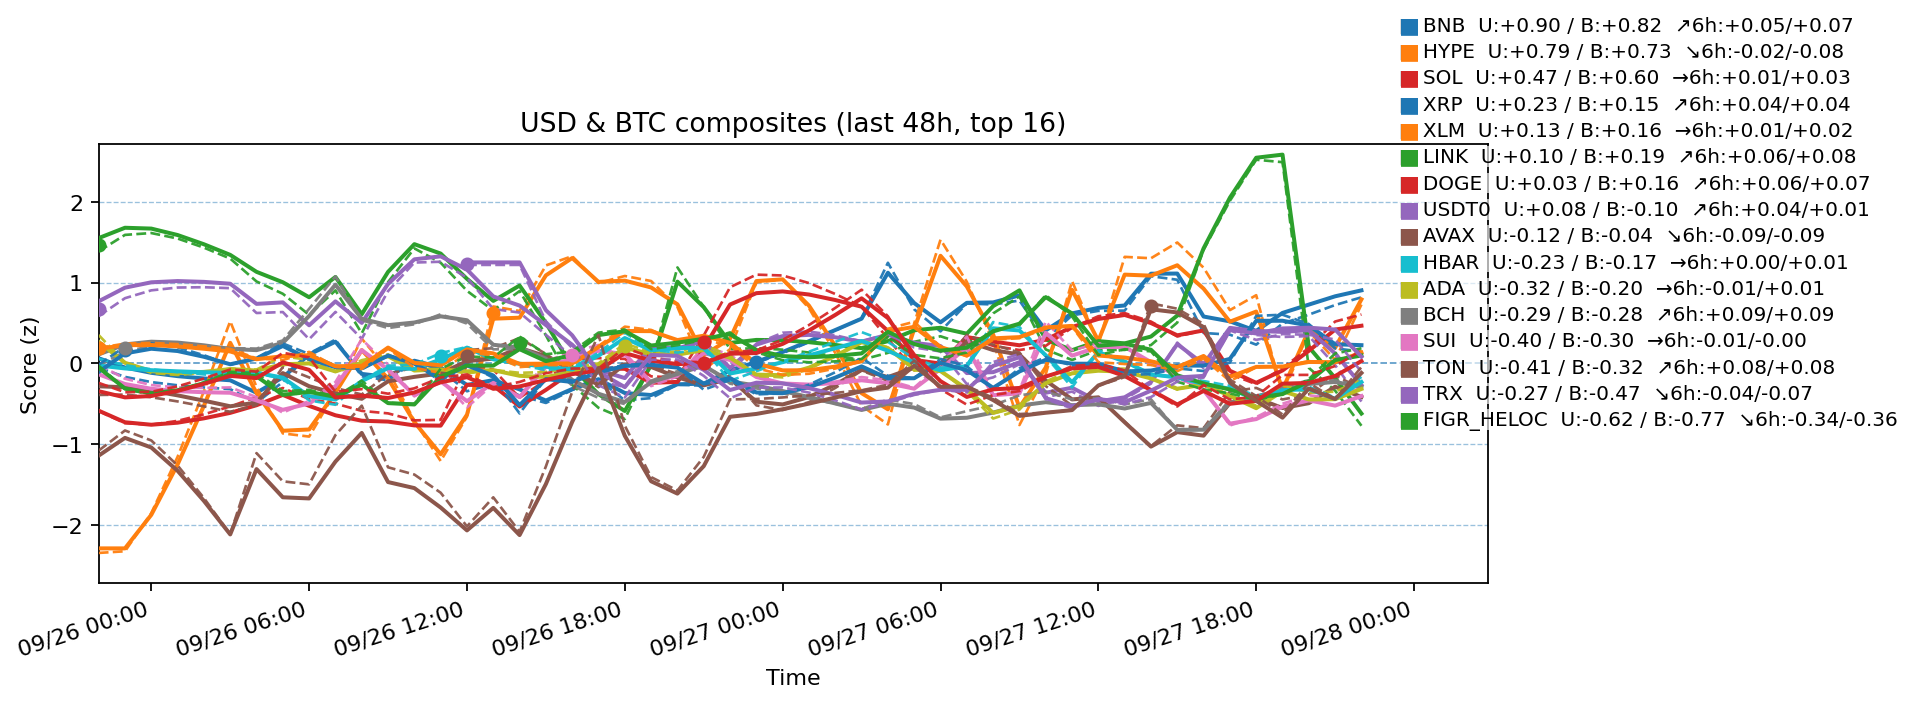 BNB  U:+0.90 / B:+0.82  ↗6h:+0.05/+0.07
HYPE  U:+0.79 / B:+0.73  ↘6h:-0.02/-0.08
SOL  U:+0.47 / B:+0.60  →6h:+0.01/+0.03
XRP  U:+0.23 / B:+0.15  ↗6h:+0.04/+0.04
XLM  U:+0.13 / B:+0.16  →6h:+0.01/+0.02
LINK  U:+0.10 / B:+0.19  ↗6h:+0.06/+0.08
DOGE  U:+0.03 / B:+0.16  ↗6h:+0.06/+0.07
USDT0  U:+0.08 / B:-0.10  ↗6h:+0.04/+0.01
AVAX  U:-0.12 / B:-0.04  ↘6h:-0.09/-0.09
HBAR  U:-0.23 / B:-0.17  →6h:+0.00/+0.01
ADA  U:-0.32 / B:-0.20  →6h:-0.01/+0.01
BCH  U:-0.29 / B:-0.28  ↗6h:+0.09/+0.09
SUI  U:-0.40 / B:-0.30  →6h:-0.01/-0.00
TON  U:-0.41 / B:-0.32  ↗6h:+0.08/+0.08
TRX  U:-0.27 / B:-0.47  ↘6h:-0.04/-0.07
FIGR_HELOC  U:-0.62 / B:-0.77  ↘6h:-0.34/-0.36
USD & BTC composites (last 48h, top 16)
Score (z)
2
1
0
−1
−2
09/26 00:00
09/26 06:00
09/26 12:00
09/26 18:00
09/27 00:00
09/27 06:00
09/27 12:00
09/27 18:00
09/28 00:00
Time